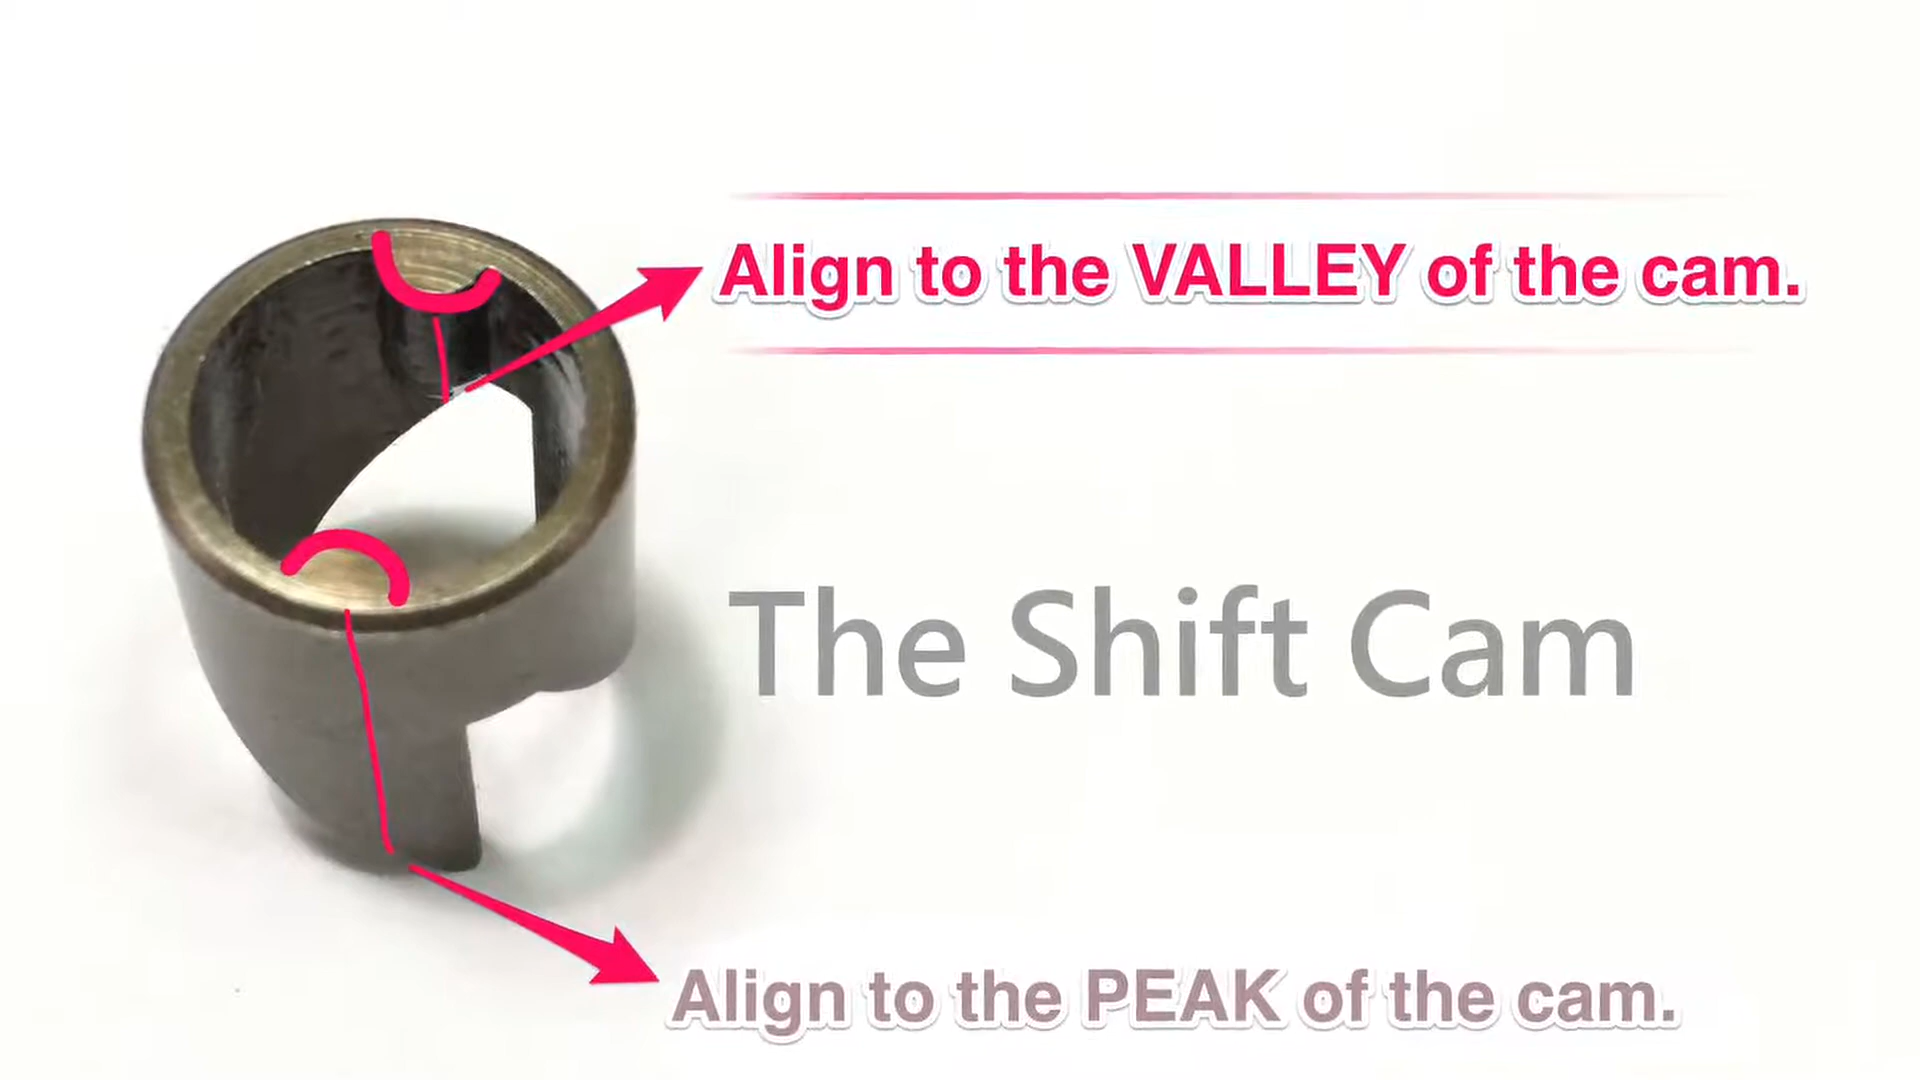 Align to the VALLEY of the cam.
The Shift Cam
Align to the PEAK of the cam.